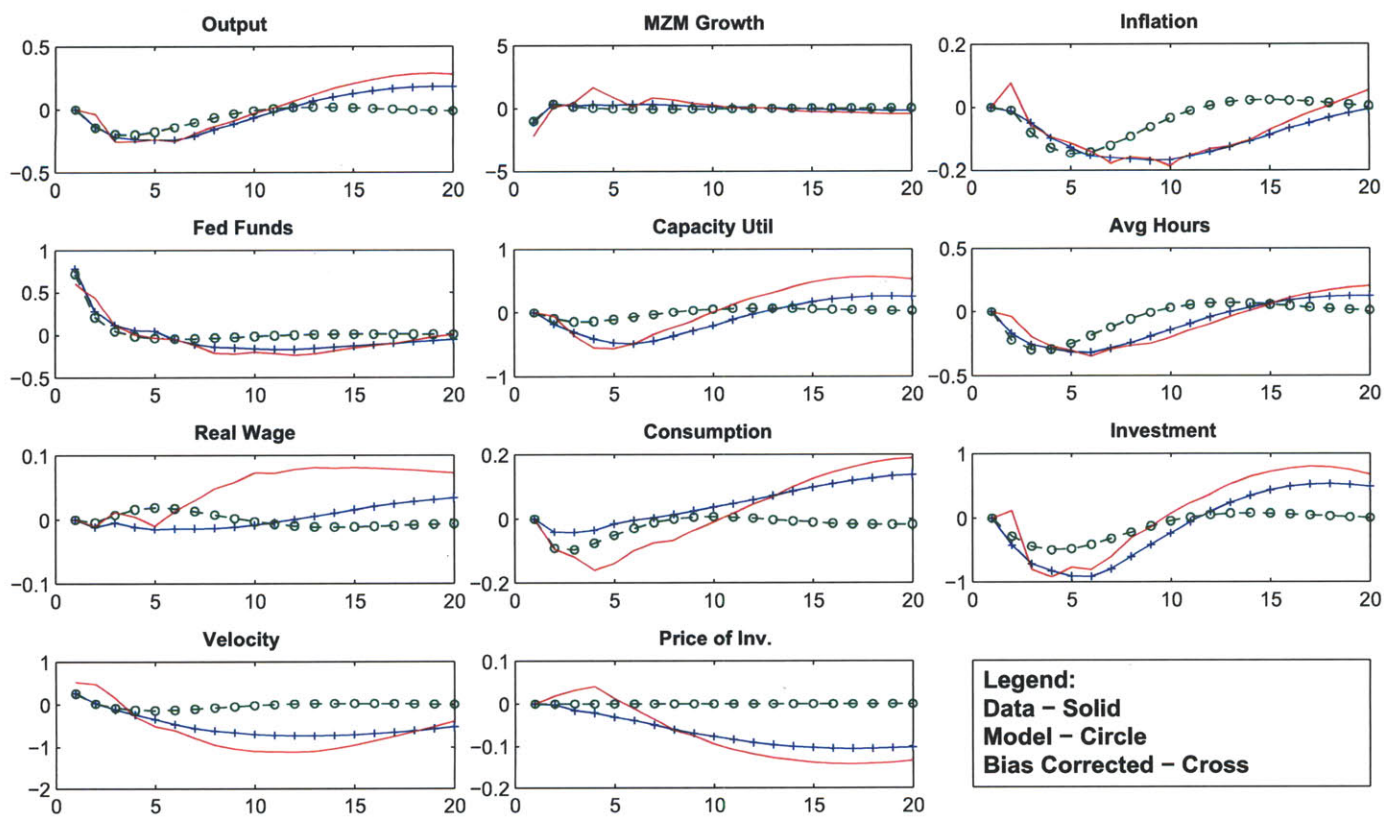 Output
0.5
0
−0.5
0 5 10 15 20
MZM Growth
5
0
−5
0 5 10 15 20
Inflation
0.2
0
−0.2
0 5 10 15 20
Fed Funds
1
0.5
0
−0.5
0 5 10 15 20
Capacity Util
1
0
−1
0 5 10 15 20
Avg Hours
0.5
0
−0.5
0 5 10 15 20
Real Wage
0.1
0
−0.1
0 5 10 15 20
Consumption
0.2
0
−0.2
0 5 10 15 20
Investment
1
0
−1
0 5 10 15 20
Velocity
1
0
−1
−2
0 5 10 15 20
Price of Inv.
0.1
0
−0.1
−0.2
0 5 10 15 20
Legend:
Data − Solid
Model − Circle
Bias Corrected − Cross